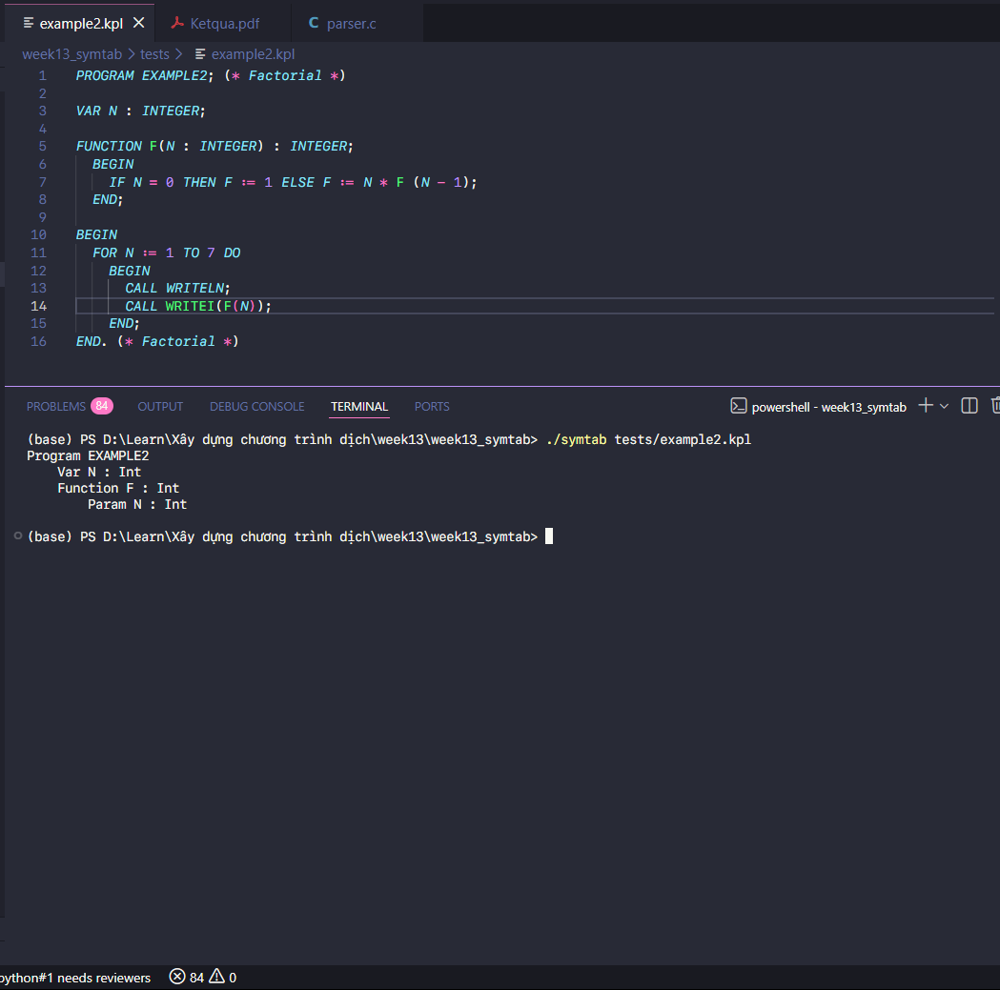 example2.kpl Ketqua.pdf C parser.c
week13_symtab > tests > example2.kpl
1 PROGRAM EXAMPLE2; (* Factorial *)
2
3 VAR N : INTEGER;
4
5 FUNCTION F(N : INTEGER) : INTEGER;
6 BEGIN
7 IF N = 0 THEN F := 1 ELSE F := N * F (N - 1);
8 END;
9
10 BEGIN
11 FOR N := 1 TO 7 DO
12 BEGIN
13 CALL WRITELN;
14 CALL WRITEI(F(N));
15 END;
16 END. (* Factorial *)
PROBLEMS 84 OUTPUT DEBUG CONSOLE TERMINAL PORTS powershell - week13_symtab
(base) PS D:\Learn\Xây dựng chương trình dịch\week13\week13_symtab> ./symtab tests/example2.kpl
Program EXAMPLE2
Var N : Int
Function F : Int
Param N : Int
(base) PS D:\Learn\Xây dựng chương trình dịch\week13\week13_symtab>
python#1 needs reviewers 84 0